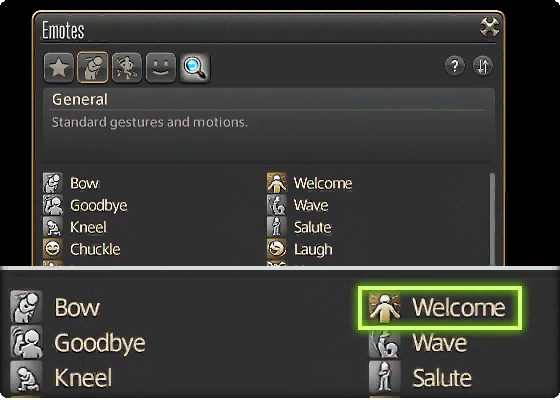 Emotes
?
General
Standard gestures and motions.
Bow Welcome
Goodbye Wave
Kneel Salute
Chuckle Laugh
Bow Welcome
Goodbye Wave
Kneel Salute